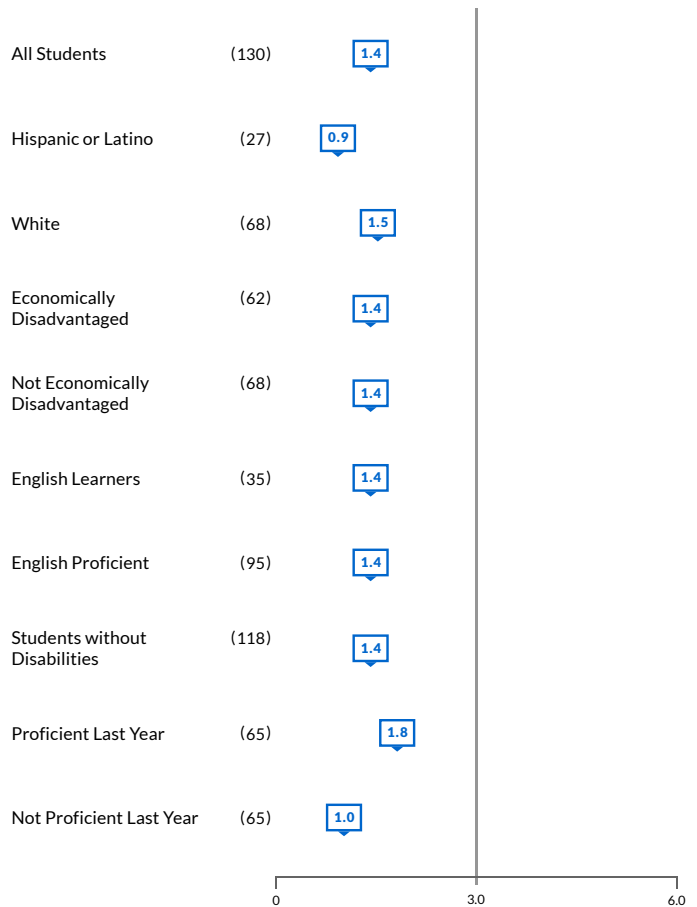 All Students (130) 1.4
Hispanic or Latino (27) 0.9
White (68) 1.5
Economically (62)
Disadvantaged 1.4
Not Economically (68)
Disadvantaged 1.4
English Learners (35) 1.4
English Proficient (95) 1.4
Students without (118)
Disabilities 1.4
Proficient Last Year (65) 1.8
Not Proficient Last Year (65) 1.0
0 3.0 6.0